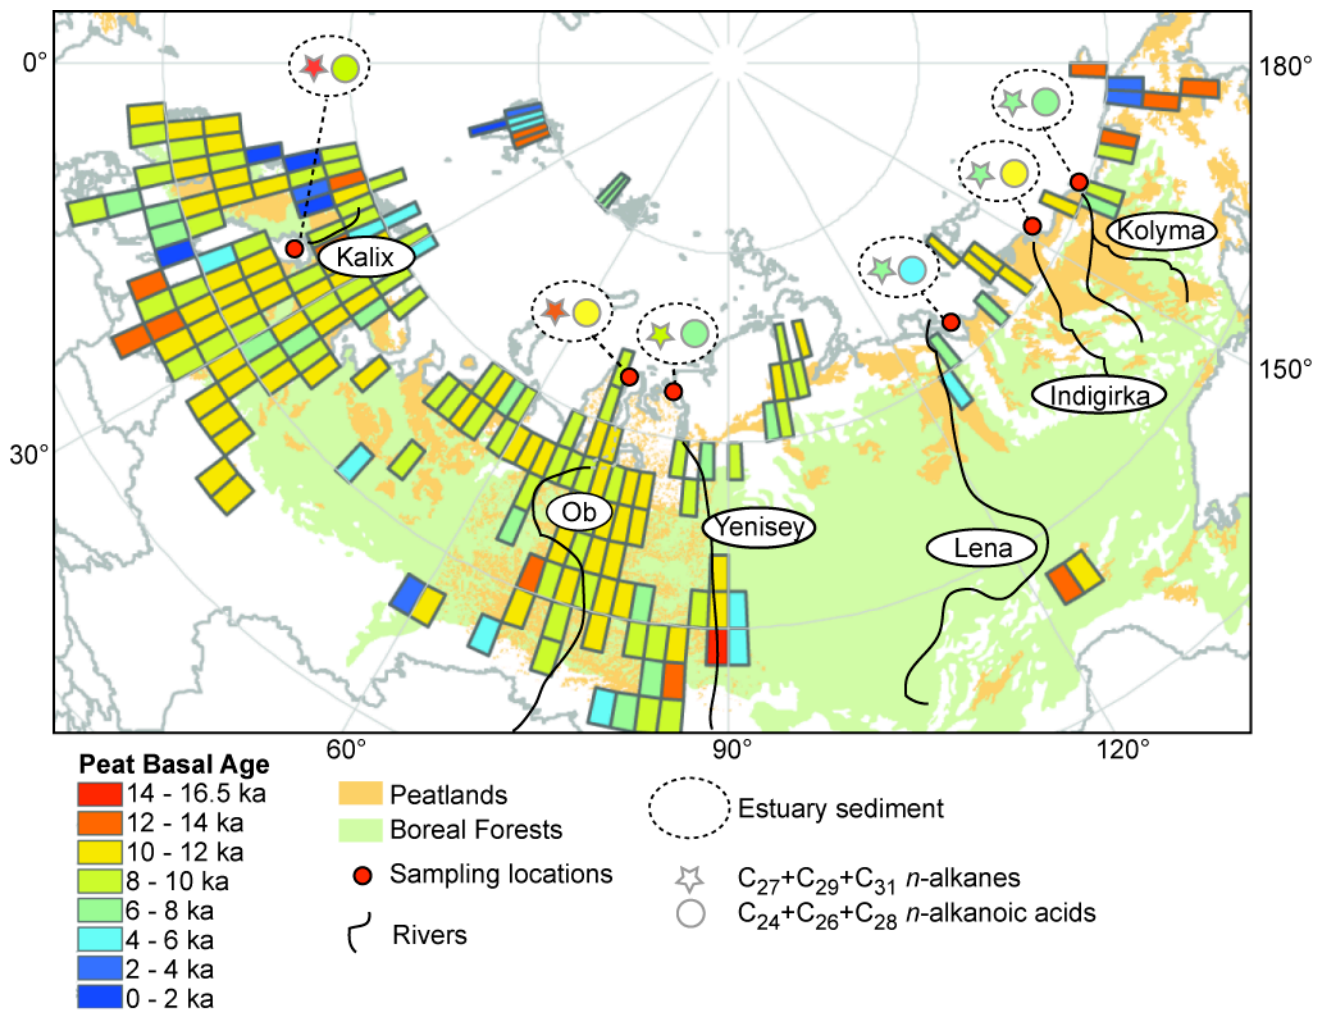 0°
180°
Kolyma
Kalix
150°
Indigirka
30°
Ob
Yenisey
Lena
60°
90°
120°
Peat Basal Age
14 - 16.5 ka
12 - 14 ka
10 - 12 ka
8 - 10 ka
6 - 8 ka
4 - 6 ka
2 - 4 ka
0 - 2 ka
Peatlands
Boreal Forests
Sampling locations
Rivers
Estuary sediment
C27+C29+C31 n-alkanes
C24+C26+C28 n-alkanoic acids